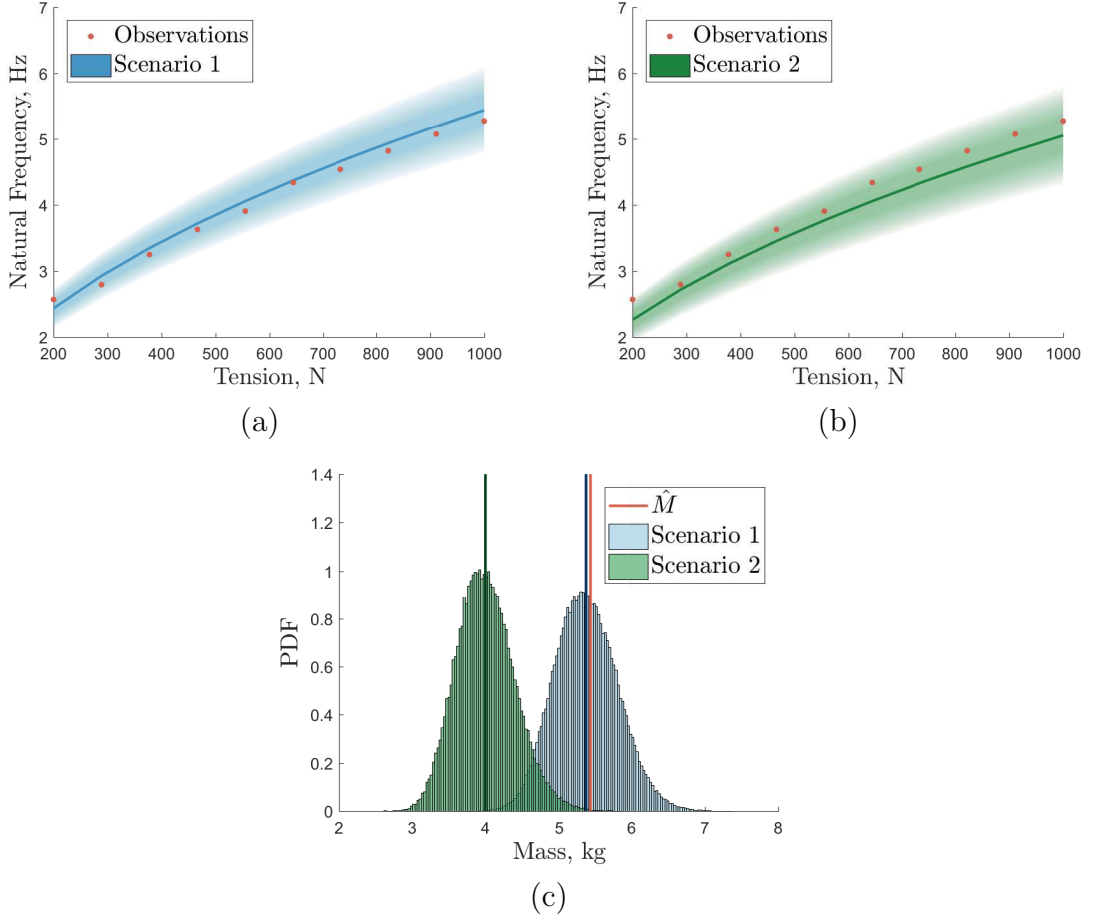 7
6
5
4
3
2
Natural Frequency, Hz
Observations
Scenario 1
200 300 400 500 600 700 800 900 1000
Tension, N
(a)
7
6
5
4
3
2
Natural Frequency, Hz
Observations
Scenario 2
200 300 400 500 600 700 800 900 1000
Tension, N
(b)
1.4
1.2
1
0.8
0.6
0.4
0.2
0
PDF
M̂
Scenario 1
Scenario 2
2 3 4 5 6 7 8
Mass, kg
(c)